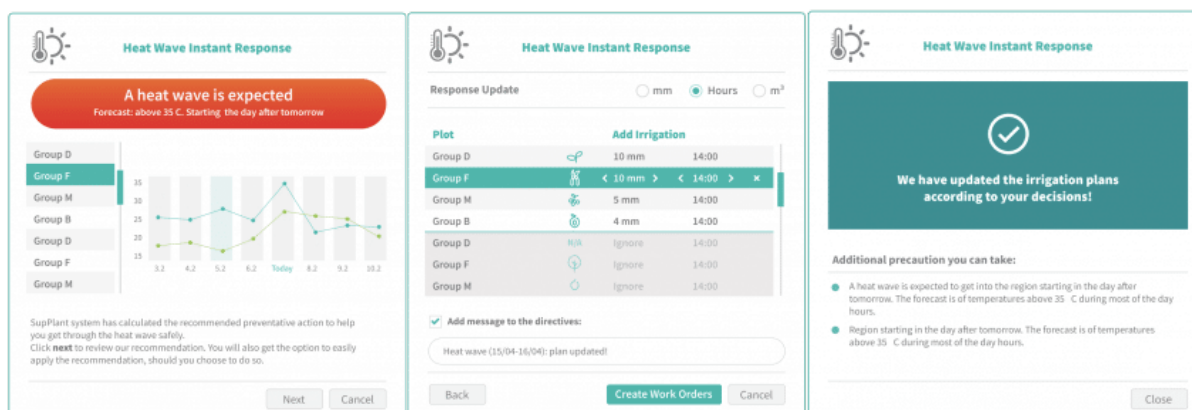 Heat Wave Instant Response
A heat wave is expected
Forecast: above 35 C. Starting the day after tomorrow
Group D
Group F
Group M
Group B
Group D
Group F
Group M
35
30
25
20
15
3.2 4.2 5.2 6.2 Today 8.2 9.2 10.2
SupPlant system has calculated the recommended preventative action to help
you get through the heat wave safely.
Click next to review our recommendation. You will also get the option to easily
apply the recommendation, should you choose to do so.
Next Cancel
Heat Wave Instant Response
Response Update mm Hours m³
Plot Add Irrigation
Group D 10 mm 14:00
Group F < 10 mm > < 14:00 > ×
Group M 5 mm 14:00
Group B 4 mm 14:00
Group D N/A Ignore 14:00
Group F Ignore 14:00
Group M Ignore 14:00
Add message to the directives:
Heat wave (15/04-16/04): plan updated!
Back Create Work Orders Cancel
Heat Wave Instant Response
We have updated the irrigation plans
according to your decisions!
Additional precaution you can take:
A heat wave is expected to get into the region starting in the day after
tomorrow. The forecast is of temperatures above 35 C during most of the day
hours.
Region starting in the day after tomorrow. The forecast is of temperatures
above 35 C during most of the day hours.
Close